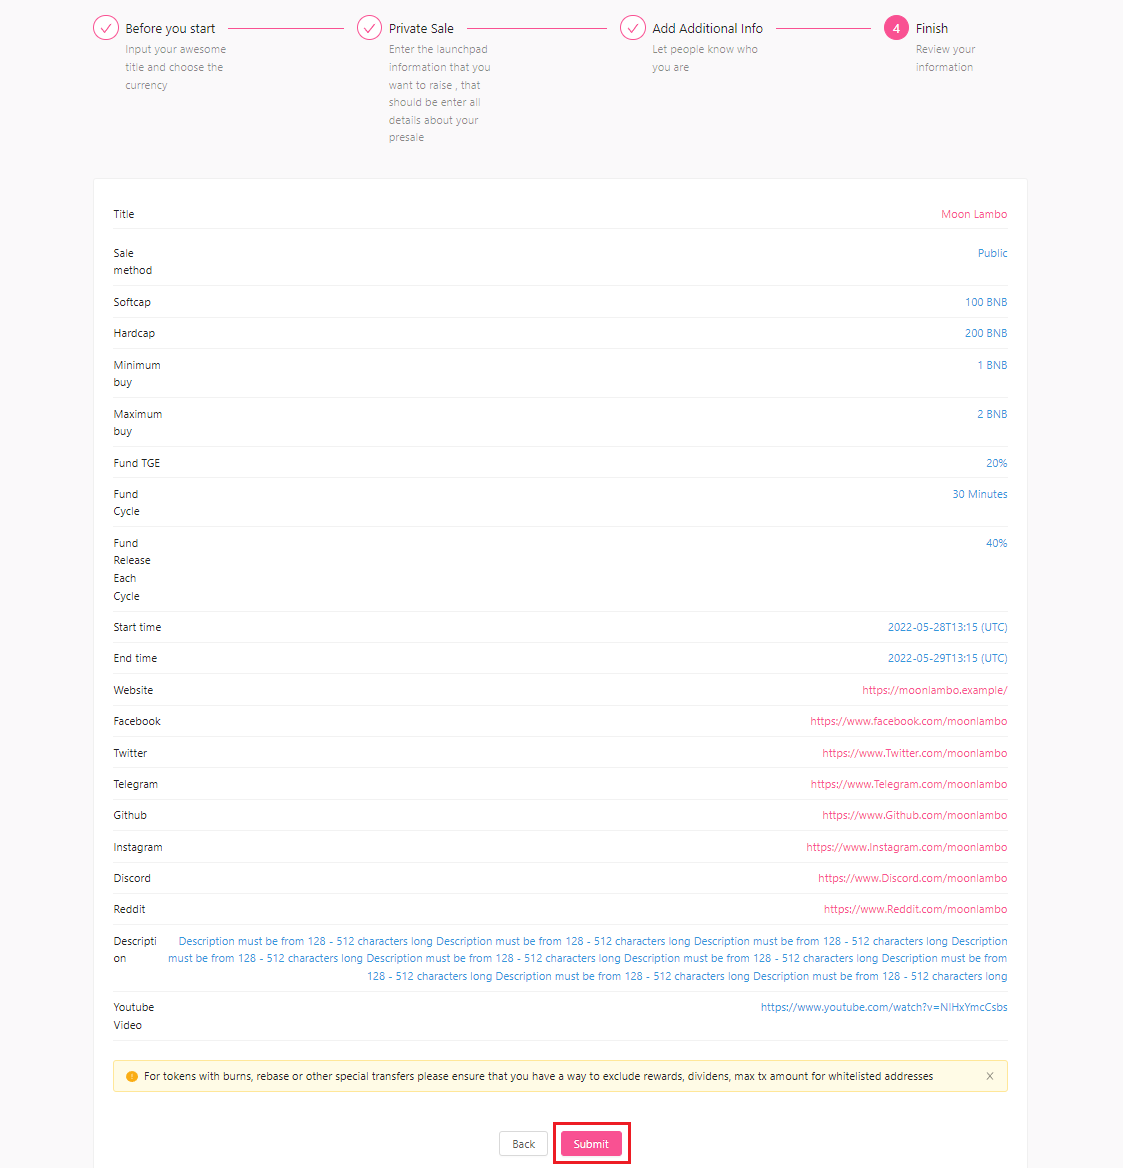 Before you start
Input your awesome
title and choose the
currency
Private Sale
Enter the launchpad
information that you
want to raise , that
should be enter all
details about your
presale
Add Additional Info
Let people know who
you are
4 Finish
Review your
information
Title Moon Lambo
Sale Public
method
Softcap 100 BNB
Hardcap 200 BNB
Minimum 1 BNB
buy
Maximum 2 BNB
buy
Fund TGE 20%
Fund 30 Minutes
Cycle
Fund 40%
Release
Each
Cycle
Start time 2022-05-28T13:15 (UTC)
End time 2022-05-29T13:15 (UTC)
Website https://moonlambo.example/
Facebook https://www.facebook.com/moonlambo
Twitter https://www.Twitter.com/moonlambo
Telegram https://www.Telegram.com/moonlambo
Github https://www.Github.com/moonlambo
Instagram https://www.Instagram.com/moonlambo
Discord https://www.Discord.com/moonlambo
Reddit https://www.Reddit.com/moonlambo
Descripti Description must be from 128 - 512 characters long Description must be from 128 - 512 characters long Description must be from 128 - 512 characters long Description
on must be from 128 - 512 characters long Description must be from 128 - 512 characters long Description must be from 128 - 512 characters long Description must be from
128 - 512 characters long Description must be from 128 - 512 characters long Description must be from 128 - 512 characters long
Youtube https://www.youtube.com/watch?v=NIHxYmcCsbs
Video
For tokens with burns, rebase or other special transfers please ensure that you have a way to exclude rewards, dividens, max tx amount for whitelisted addresses
Back Submit